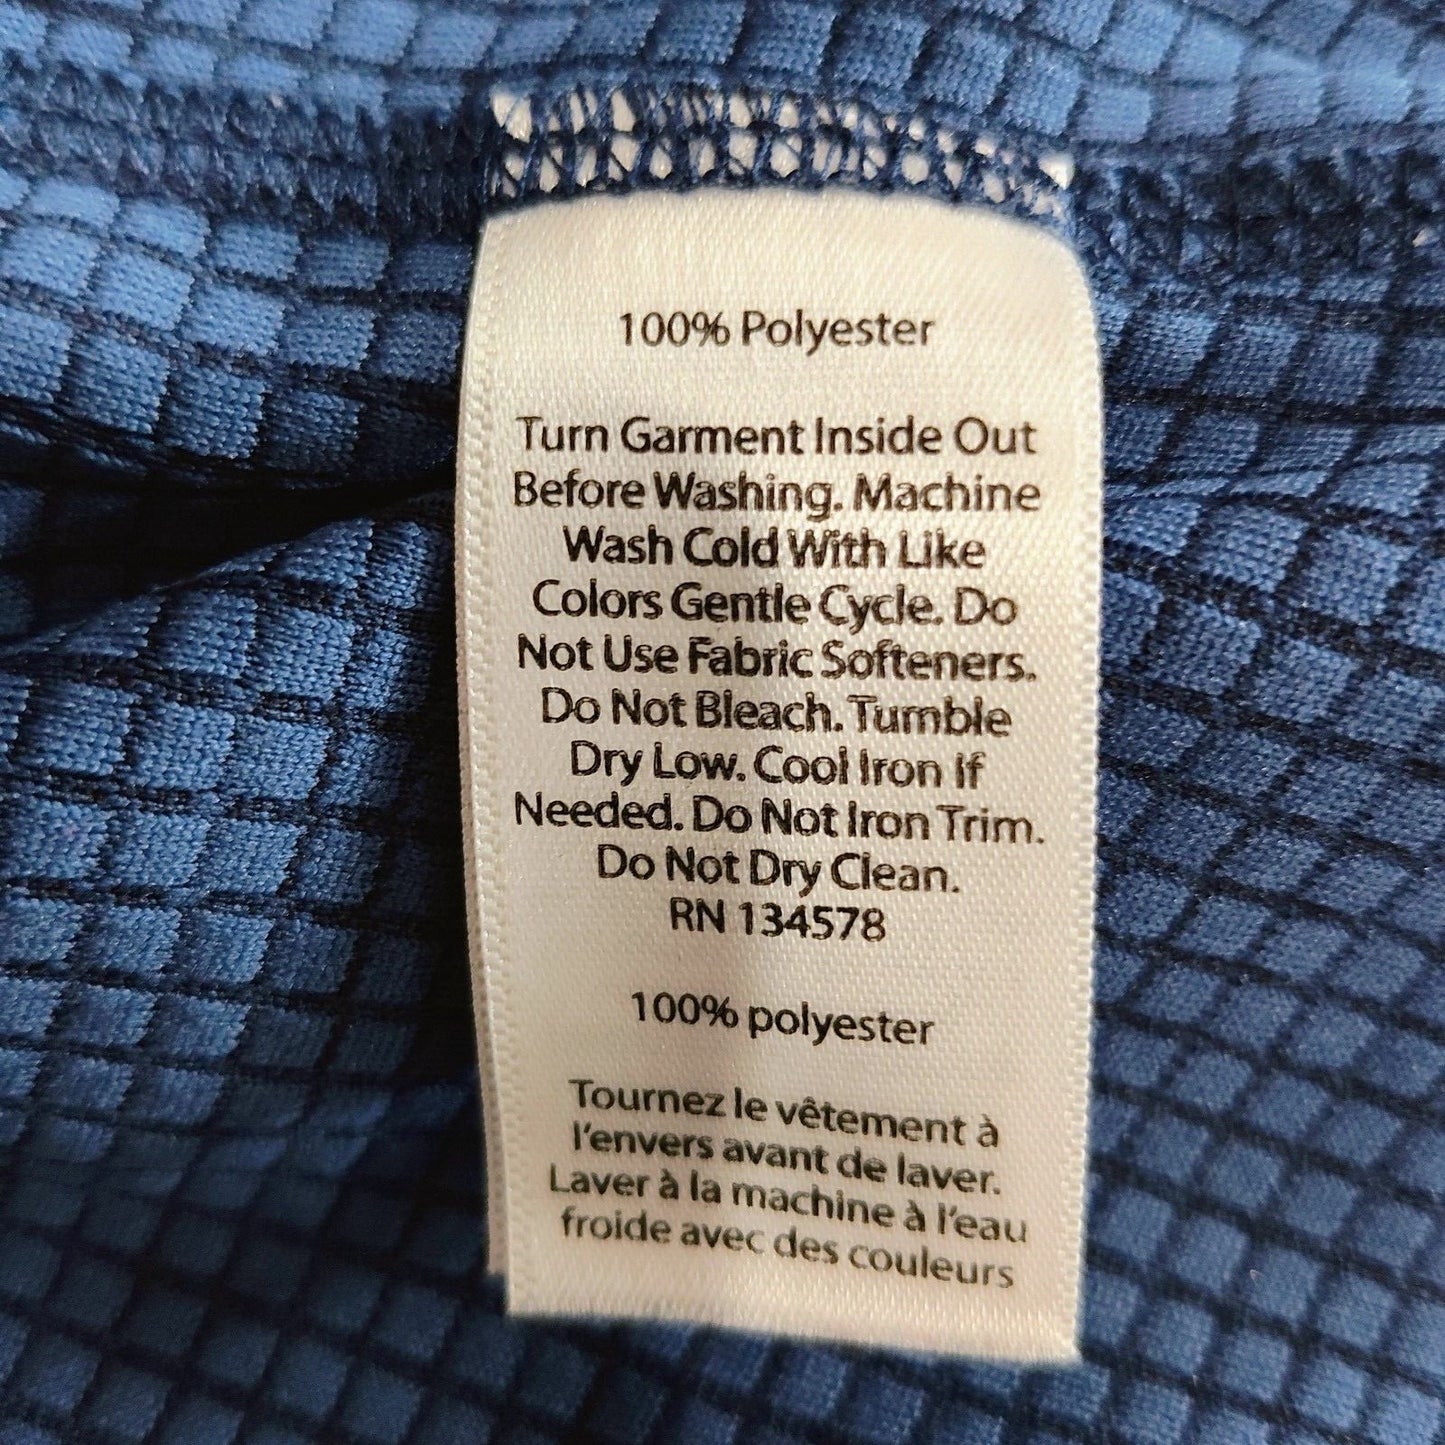 100% Polyester
Turn Garment Inside Out
Before Washing. Machine
Wash Cold With Like
Colors Gentle Cycle. Do
Not Use Fabric Softeners.
Do Not Bleach. Tumble
Dry Low. Cool Iron If
Needed. Do Not Iron Trim.
Do Not Dry Clean.
RN 134578
100% polyester
Tournez le vêtement à
l'envers avant de laver.
Laver à la machine à l'eau
froide avec des couleurs